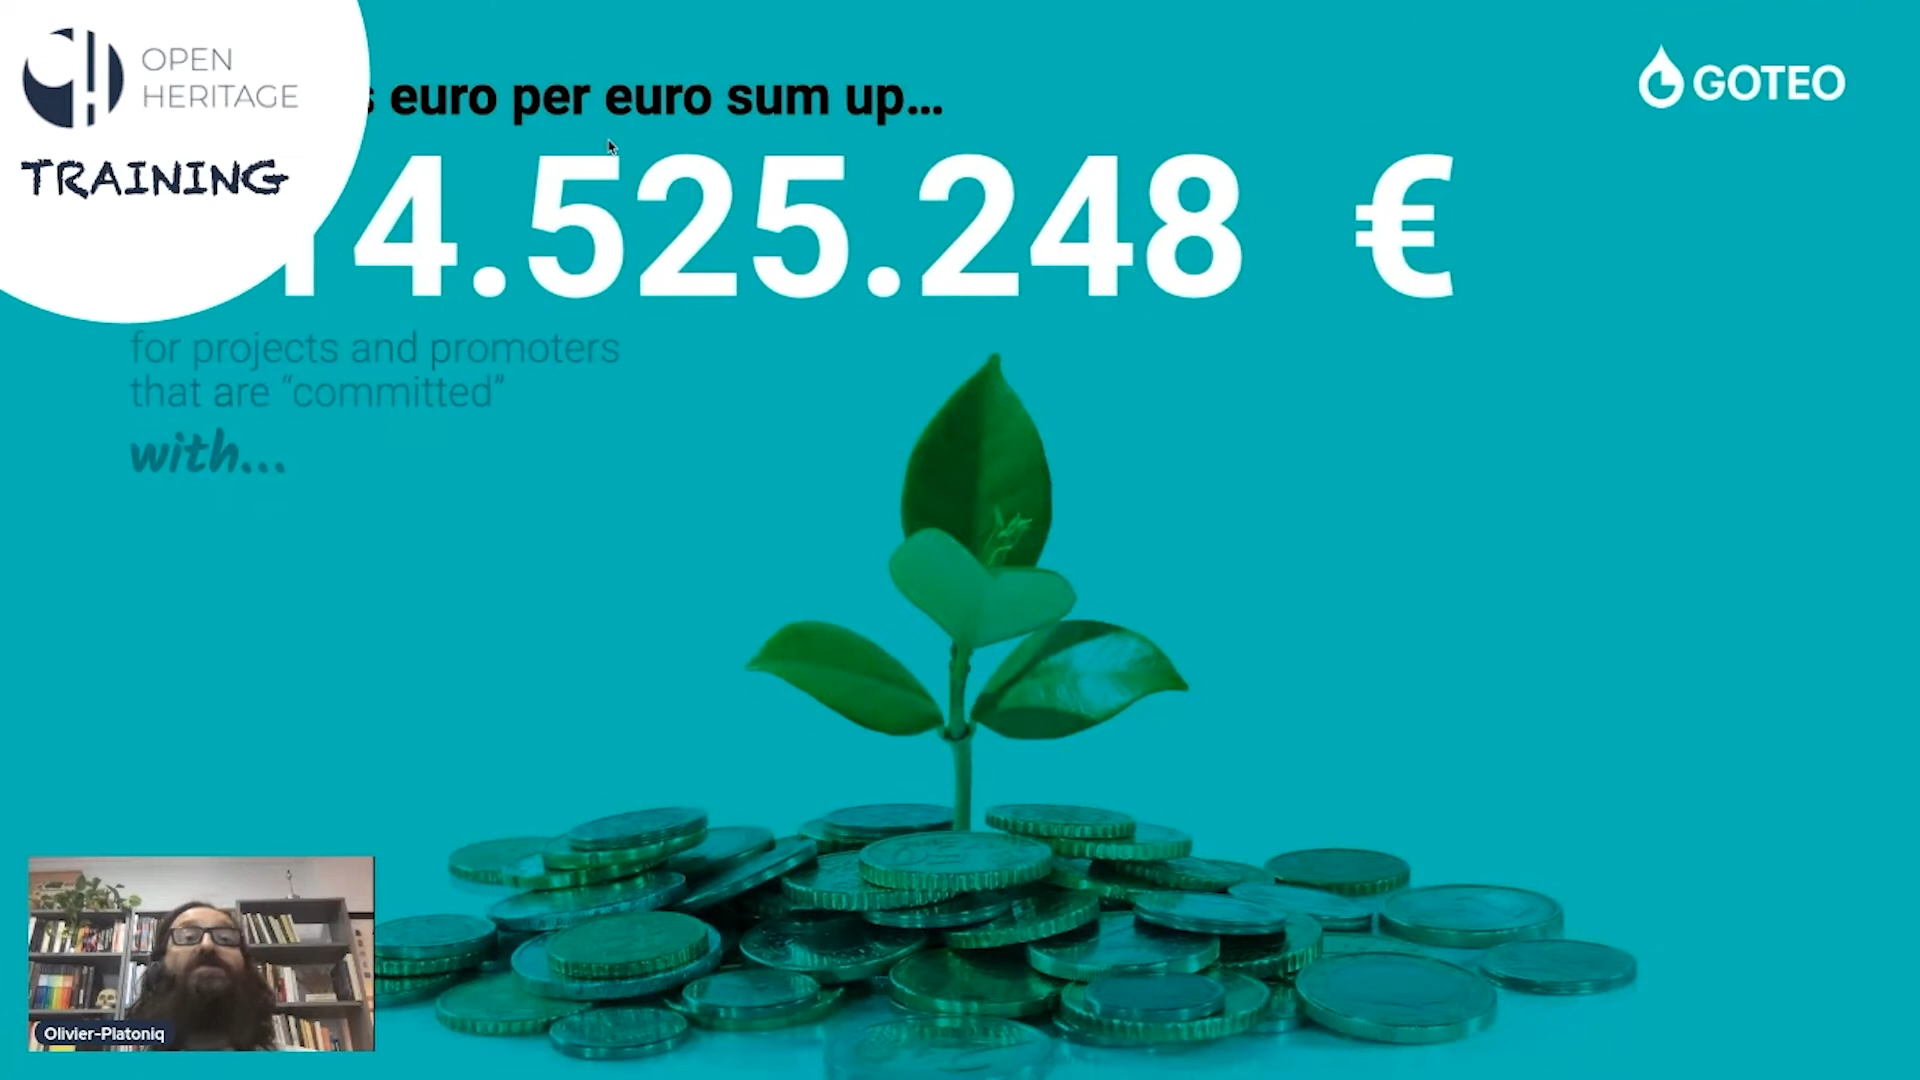 OPEN
HERITAGE
TRAINING
euro per euro sum up...
14.525.248 €
GOTEO
for projects and promoters
that are “committed”
with...
Olivier-Platoniq